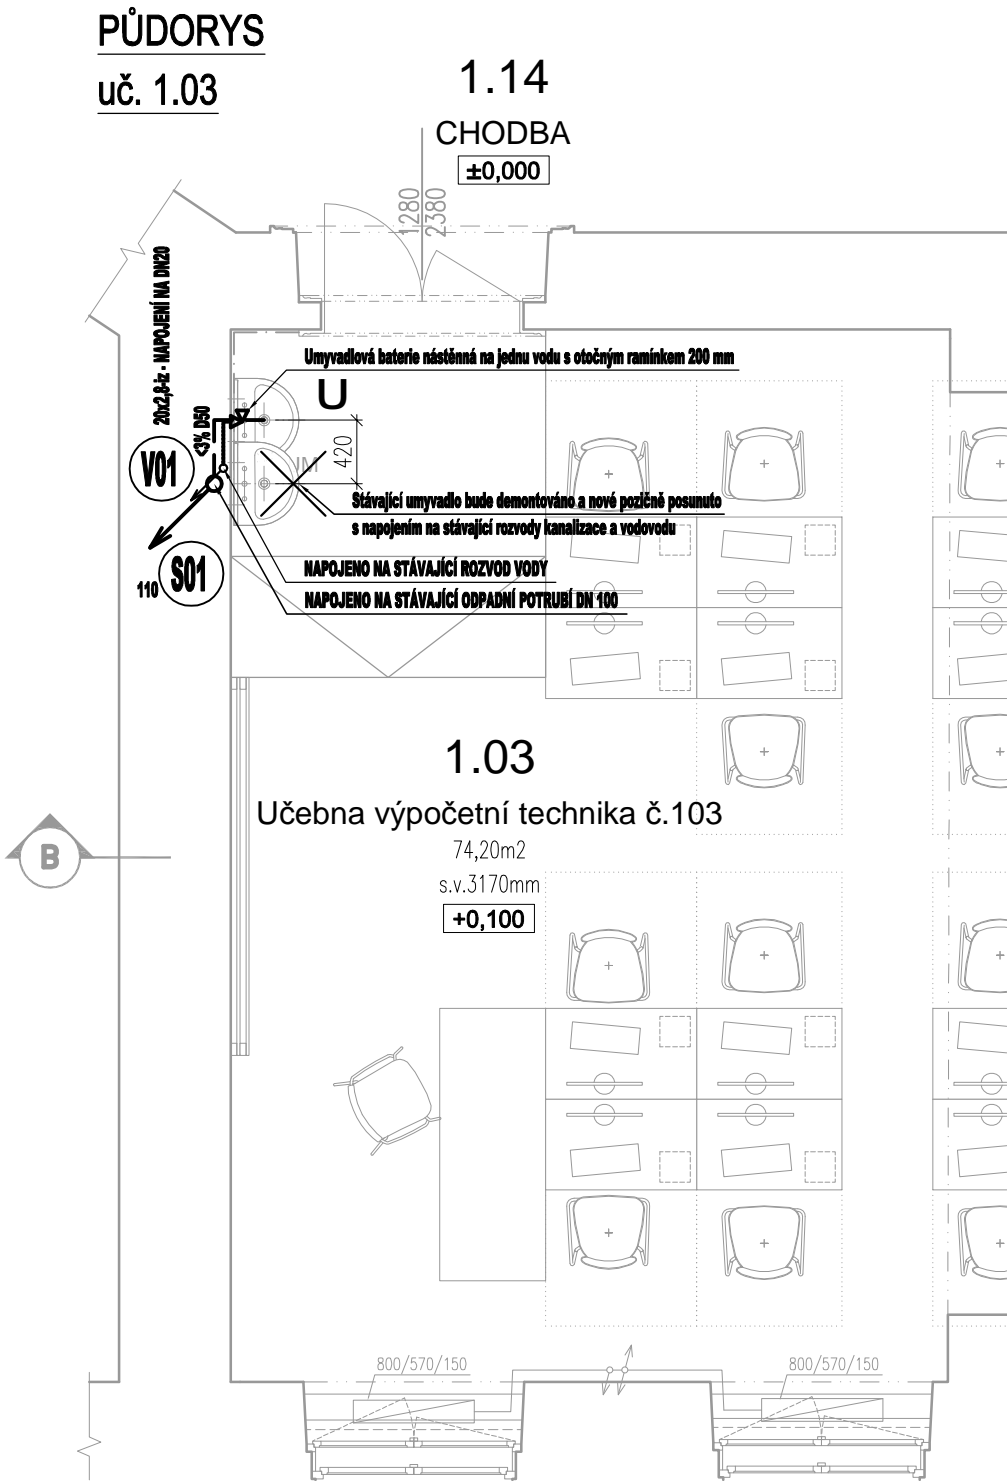 PŮDORYS
uč. 1.03
1.14
CHODBA
±0,000
1280
2380
20x2,8-iz - NAPOJENÍ NA DN20
<3% D50
Umyvadlová baterie nástěnná na jednu vodu s otočným ramínkem 200 mm
U
420
UM
V01
Stávající umyvadlo bude demontováno a nové pozičně posunuto
s napojením na stávající rozvody kanalizace a vodovodu
S01
110
NAPOJENO NA STÁVAJÍCÍ ROZVOD VODY
NAPOJENO NA STÁVAJÍCÍ ODPADNÍ POTRUBÍ DN 100
1.03
Učebna výpočetní technika č.103
74,20m2
s.v.3170mm
+0,100
B
800/570/150
800/570/150